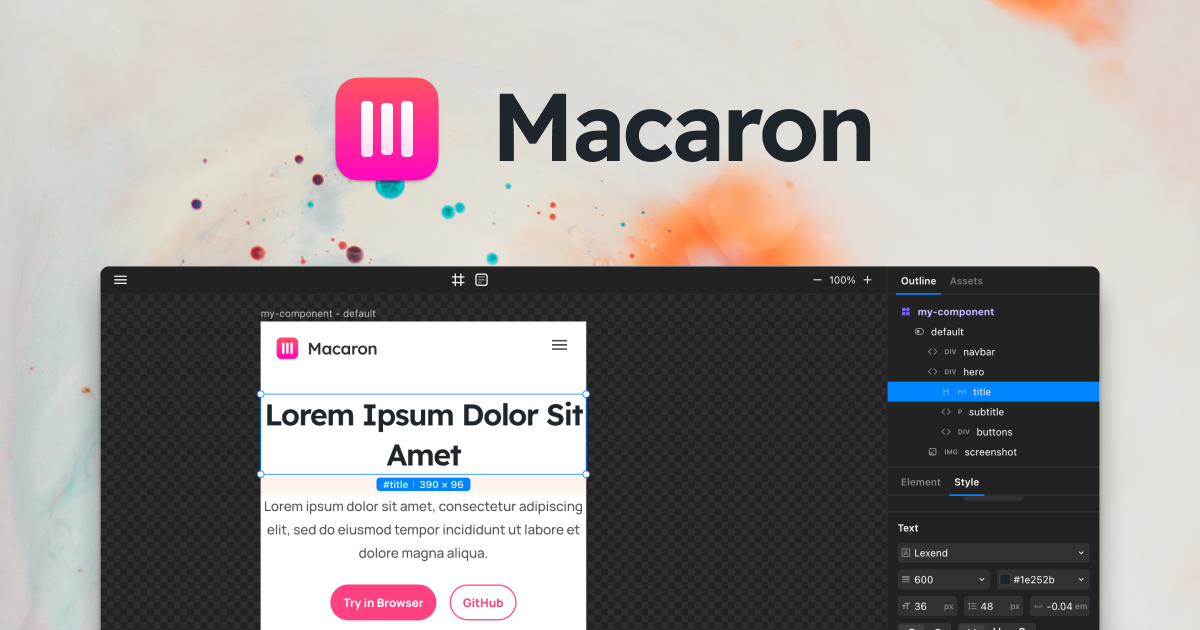 Macaron
100%
Outline Assets
my-component - default
my-component
default
DIV navbar
DIV hero
H H1 title
P subtitle
DIV buttons
IMG screenshot
Macaron
Lorem Ipsum Dolor Sit
Amet
#title 390 × 96
Lorem ipsum dolor sit amet, consectetur adipiscing
elit, sed do eiusmod tempor incididunt ut labore et
dolore magna aliqua.
Try in Browser GitHub
Element Style
Text
A Lexend
600 #1e252b
tT 36 px 48 px -0.04 em